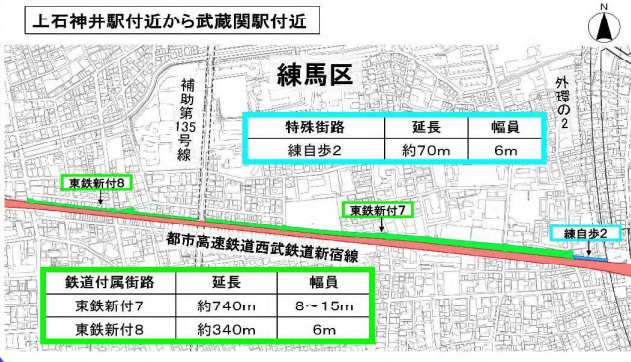 上石神井駅付近から武蔵関駅付近
N
練馬区
補助第135号線
外環の2
特殊街路 延長 幅員
練自歩2 約70m 6m
東鉄新付8
東鉄新付7
練自歩2
都市高速鉄道西武鉄道新宿線
鉄道付属街路 延長 幅員
東鉄新付7 約740m 8~15m
東鉄新付8 約340m 6m